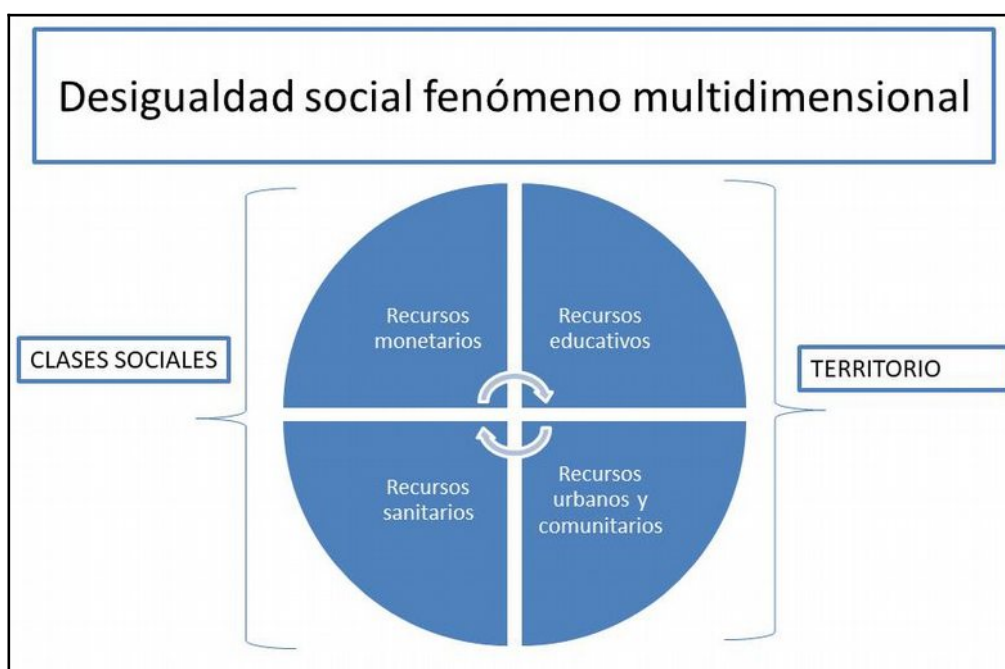 Desigualdad social fenómeno multidimensional
Recursos
monetarios
Recursos
educativos
CLASES SOCIALES
TERRITORIO
Recursos
sanitarios
Recursos
urbanos y
comunitarios